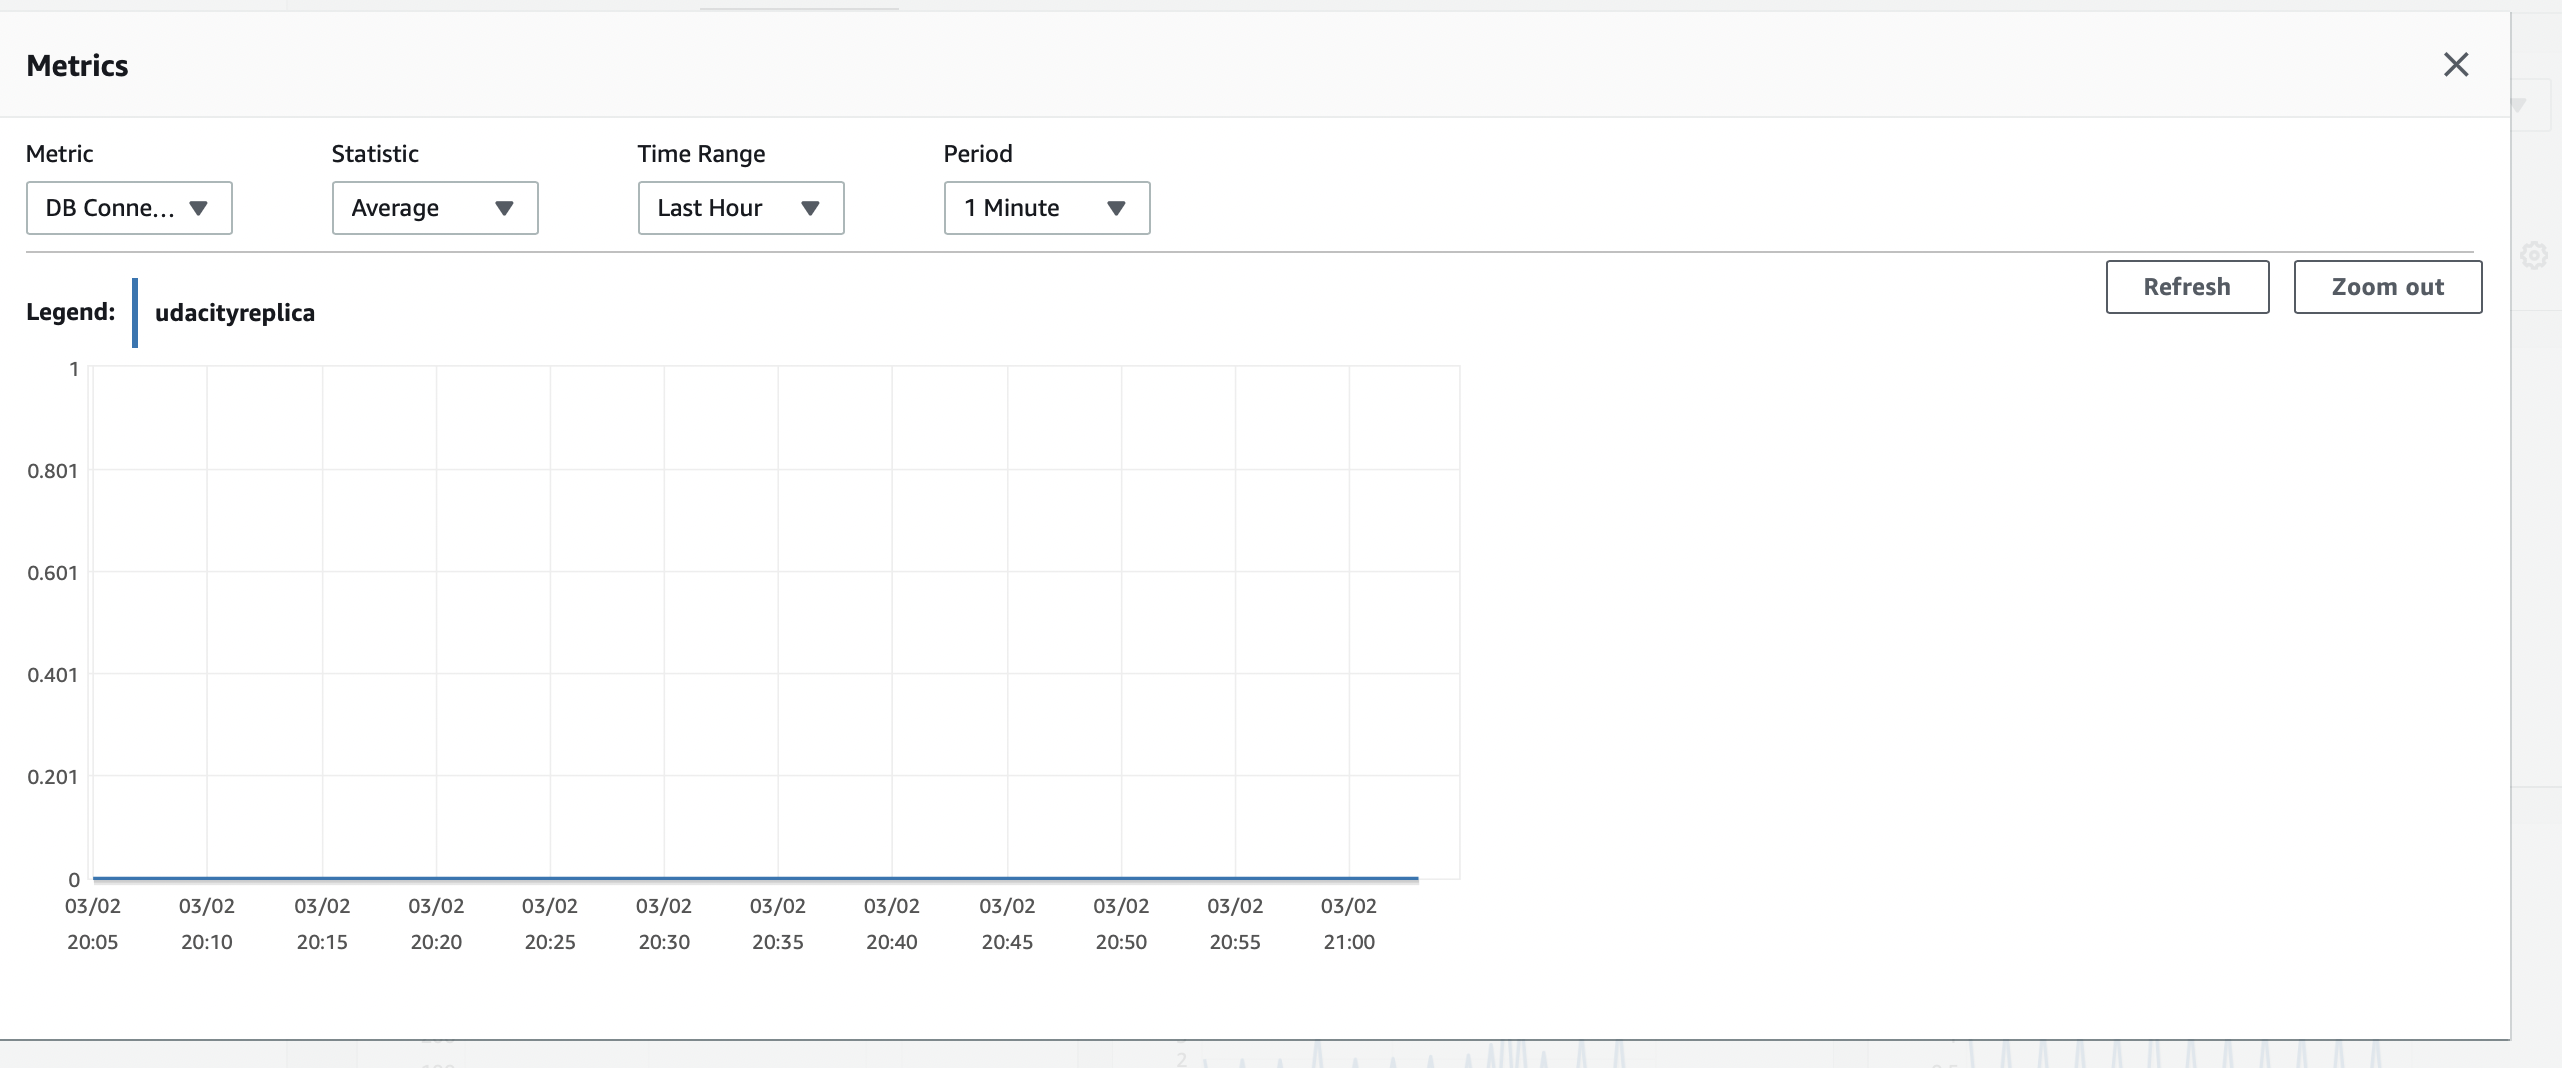 Metrics
Metric Statistic Time Range Period
DB Conne... Average Last Hour 1 Minute
Refresh Zoom out
Legend: udacityreplica
1
0.801
0.601
0.401
0.201
0
03/02 03/02 03/02 03/02 03/02 03/02 03/02 03/02 03/02 03/02 03/02 03/02
20:05 20:10 20:15 20:20 20:25 20:30 20:35 20:40 20:45 20:50 20:55 21:00
2